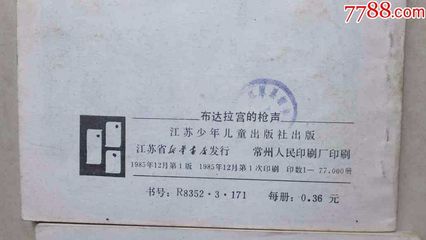 7788.com
布达拉宫的枪声
江苏少年儿童出版社出版
江苏省新华书店发行 常州人民印刷厂印刷
1985年12月第1版 1985年12月第1次印刷 印数1—77,000册
书号：R8352·3·171 每册：0.36元